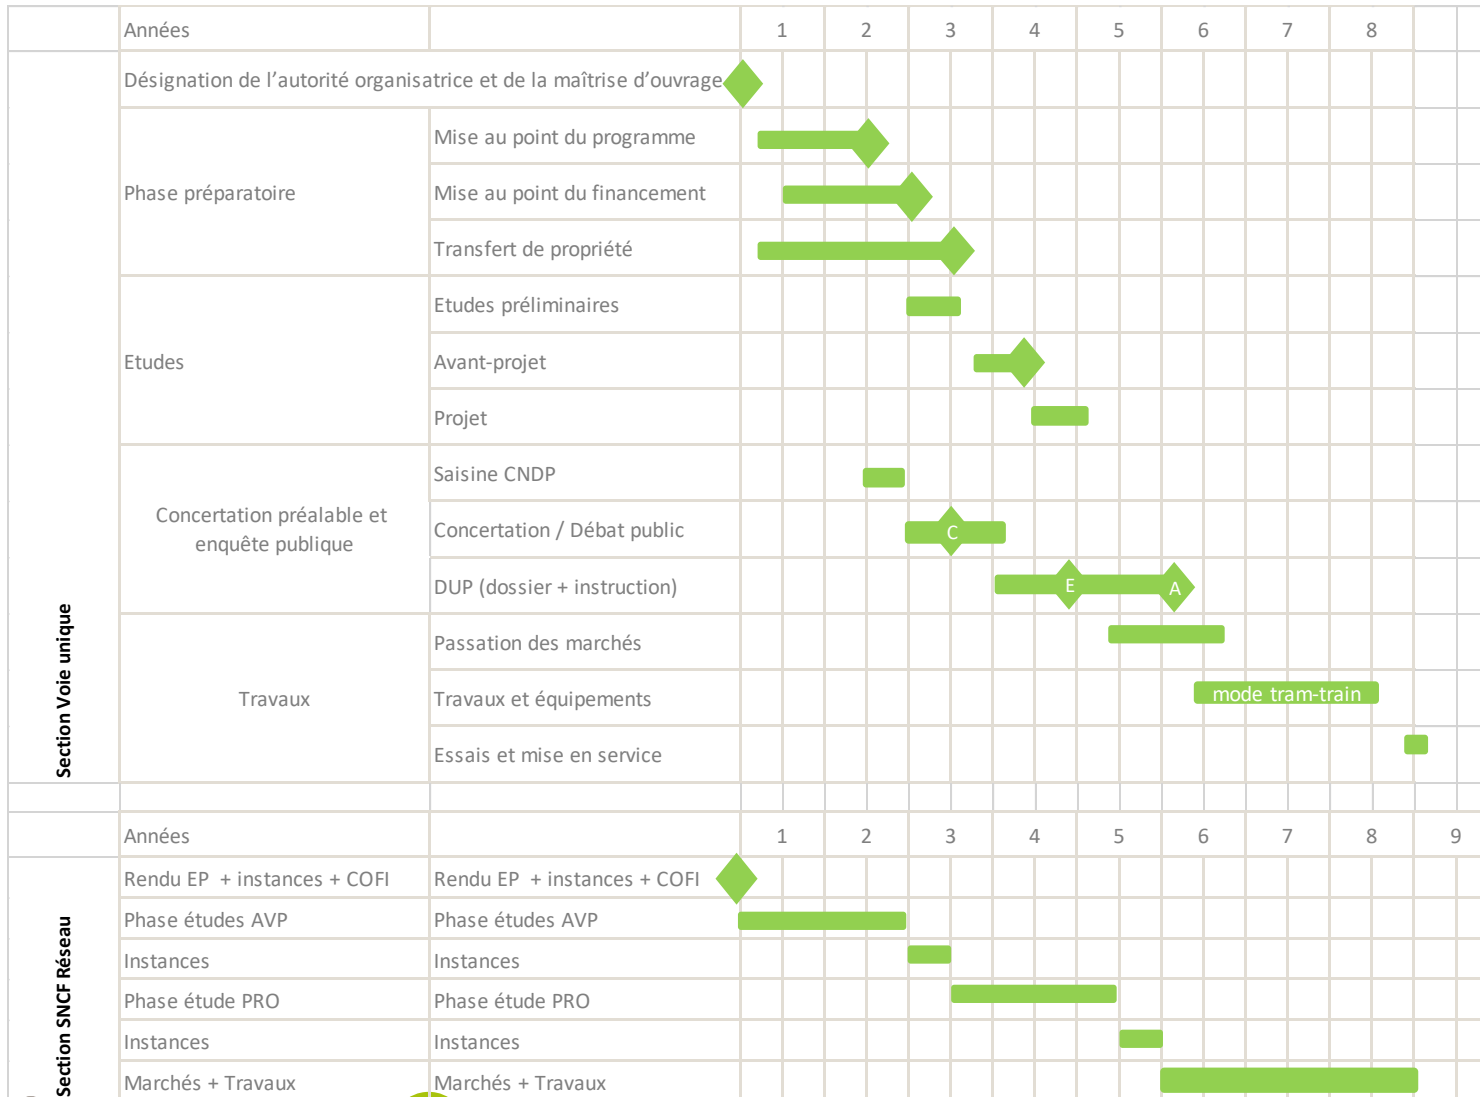 Années 1 2 3 4 5 6 7 8
Désignation de l'autorité organisatrice et de la maîtrise d'ouvrage
Phase préparatoire
Mise au point du programme
Mise au point du financement
Transfert de propriété
Etudes
Etudes préliminaires
Avant-projet
Projet
Concertation préalable et
enquête publique
Saisine CNDP
Concertation / Débat public
C
DUP (dossier + instruction)
E A
Travaux
Passation des marchés
Travaux et équipements
mode tram-train
Essais et mise en service
Section Voie unique
Années 1 2 3 4 5 6 7 8 9
Rendu EP + instances + COFI Rendu EP + instances + COFI
Phase études AVP Phase études AVP
Instances Instances
Phase étude PRO Phase étude PRO
Instances Instances
Marchés + Travaux Marchés + Travaux
Section SNCF Réseau